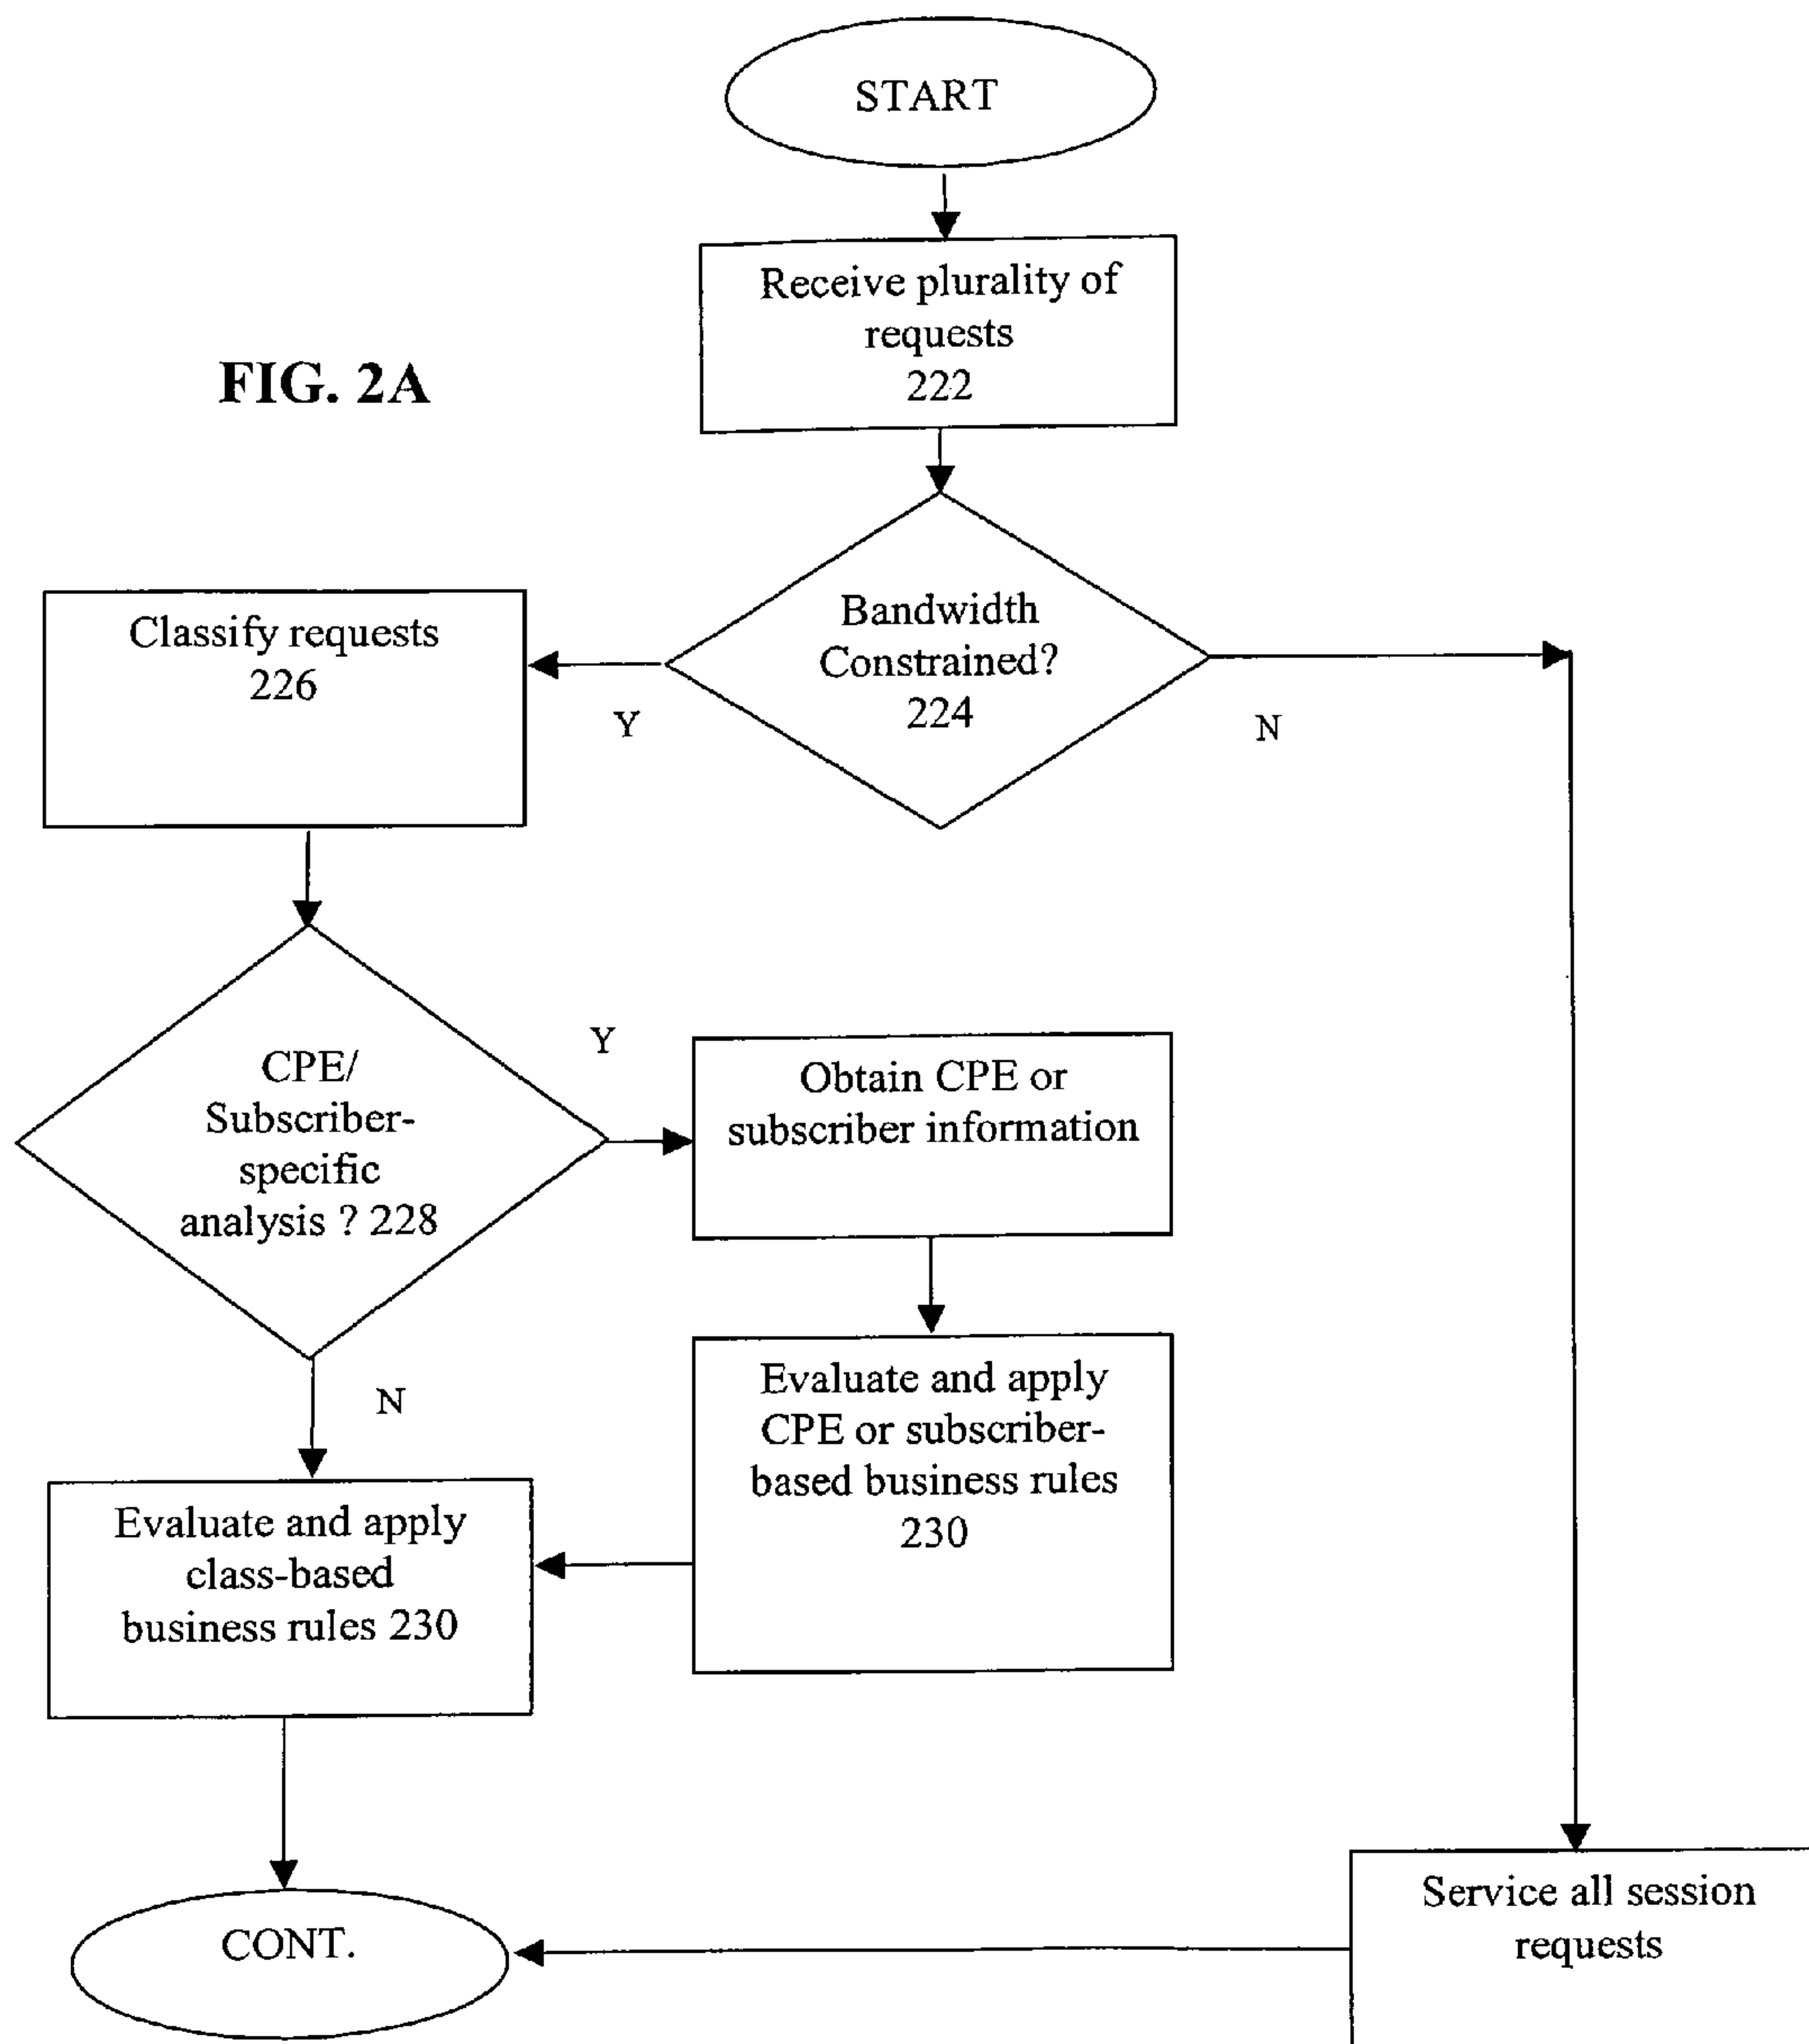 START
Receive plurality of
requests
222
FIG. 2A
Bandwidth
Constrained?
224
Classify requests
226
Y
N
CPE/
Subscriber-
specific
analysis ? 228
Y
Obtain CPE or
subscriber information
N
Evaluate and apply
CPE or subscriber-
based business rules
230
Evaluate and apply
class-based
business rules 230
Service all session
requests
CONT.